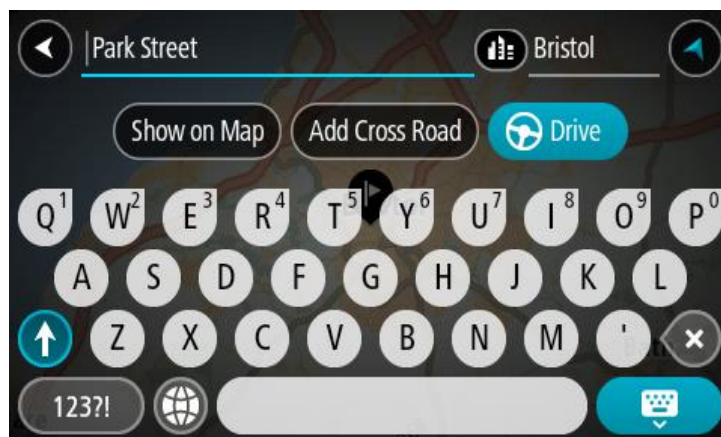 Park Street Bristol
Show on Map Add Cross Road Drive
Q1 W2 E3 R4 T5 Y6 U7 I8 O9 P0
A S D F G H J K L
Z X C V B N M '
123?!